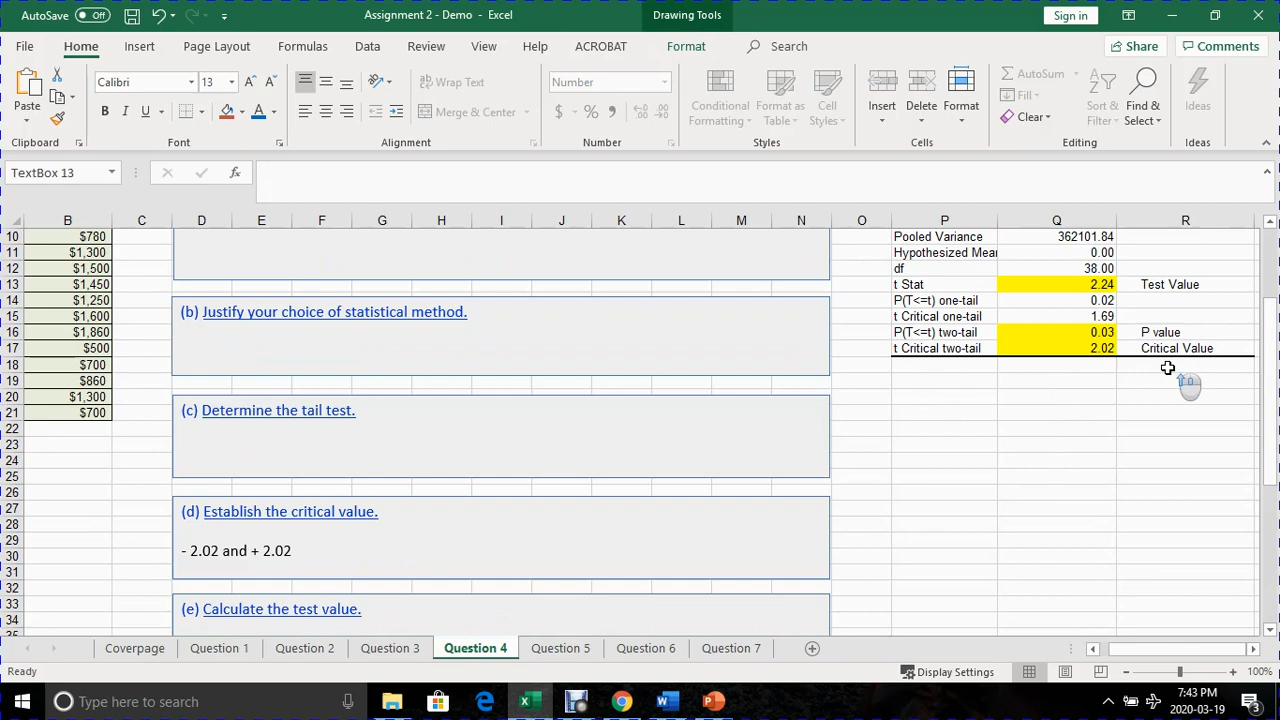 AutoSave Off
Assignment 2 - Demo - Excel
Drawing Tools
Sign in
File Home Insert Page Layout Formulas Data Review View Help ACROBAT Format Search Share Comments
Paste
Calibri 13
Wrap Text
Number
Conditional Formatting
Format as Table
Cell Styles
Insert
Delete
Format
AutoSum
Sort & Filter
Find & Select
Ideas
B I U
Merge & Center
$ % ,
Fill
Clear
Clipboard Font Alignment Number Styles Cells Editing Ideas
TextBox 13
fx
B C D E F G H I J K L M N O P Q R
10 $780 Pooled Variance 362101.84
11 $1,300 Hypothesized Mear 0.00
12 $1,500 df 38.00
13 $1,450 t Stat 2.24 Test Value
14 $1,250 (b) Justify your choice of statistical method. P(T<=t) one-tail 0.02
15 $1,600 t Critical one-tail 1.69
16 $1,860 P(T<=t) two-tail 0.03 P value
17 $500 t Critical two-tail 2.02 Critical Value
18 $700
19 $860
20 $1,300 (c) Determine the tail test.
21 $700
22
23
24
25
26
27 (d) Establish the critical value.
28
29
30 - 2.02 and + 2.02
31
32
33 (e) Calculate the test value.
34
35
Coverpage Question 1 Question 2 Question 3 Question 4 Question 5 Question 6 Question 7
Ready
Display Settings
100%
Type here to search
7:43 PM
2020-03-19
3